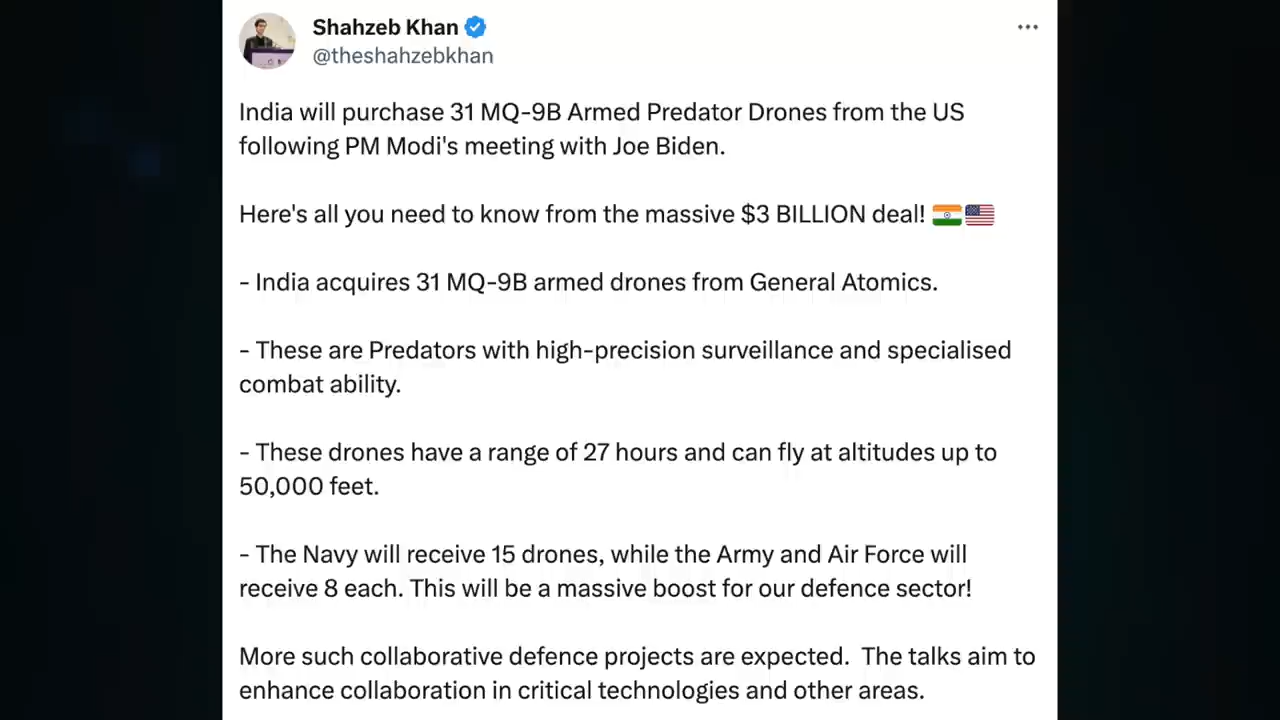 Shahzeb Khan
@theshahzebkhan
India will purchase 31 MQ-9B Armed Predator Drones from the US
following PM Modi's meeting with Joe Biden.
Here's all you need to know from the massive $3 BILLION deal! 🇮🇳🇺🇸
- India acquires 31 MQ-9B armed drones from General Atomics.
- These are Predators with high-precision surveillance and specialised
combat ability.
- These drones have a range of 27 hours and can fly at altitudes up to
50,000 feet.
- The Navy will receive 15 drones, while the Army and Air Force will
receive 8 each. This will be a massive boost for our defence sector!
More such collaborative defence projects are expected.  The talks aim to
enhance collaboration in critical technologies and other areas.